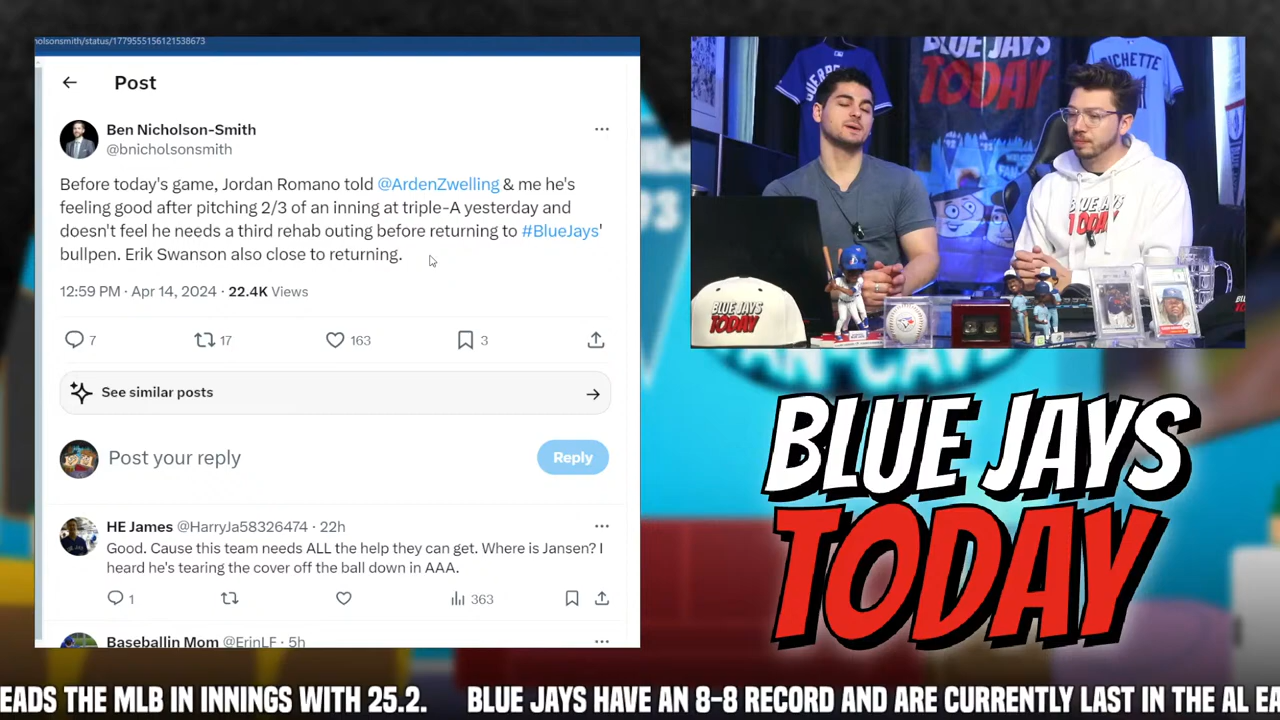 nolsonsmith/status/1779555156121538673
Post
Ben Nicholson-Smith
@bnicholsonsmith
Before today's game, Jordan Romano told @ArdenZwelling & me he's
feeling good after pitching 2/3 of an inning at triple-A yesterday and
doesn't feel he needs a third rehab outing before returning to #BlueJays'
bullpen. Erik Swanson also close to returning.
12:59 PM · Apr 14, 2024 · 22.4K Views
7 17 163 3
See similar posts
Post your reply
Reply
HE James @HarryJa58326474 · 22h
Good. Cause this team needs ALL the help they can get. Where is Jansen? I
heard he's tearing the cover off the ball down in AAA.
1 363
Baseballin Mom @ErinLF · 5h
BLUE JAYS
TODAY
BICHETTE
BLUE JAYS
TODAY
BLUE JAYS
TODAY
BLUE JAYS
TODAY
EADS THE MLB IN INNINGS WITH 25.2. BLUE JAYS HAVE AN 8-8 RECORD AND ARE CURRENTLY LAST IN THE AL EA